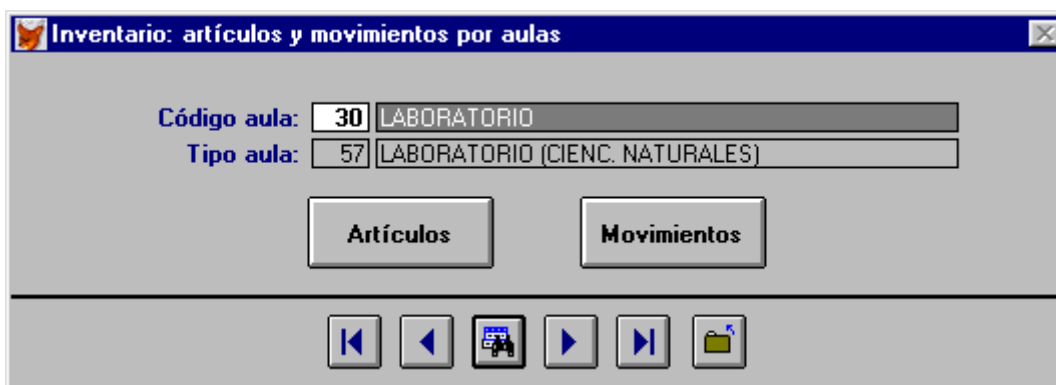 Inventario: artículos y movimientos por aulas
Código aula: 30 LABORATORIO
Tipo aula: 57 LABORATORIO (CIENC. NATURALES)
Artículos Movimientos